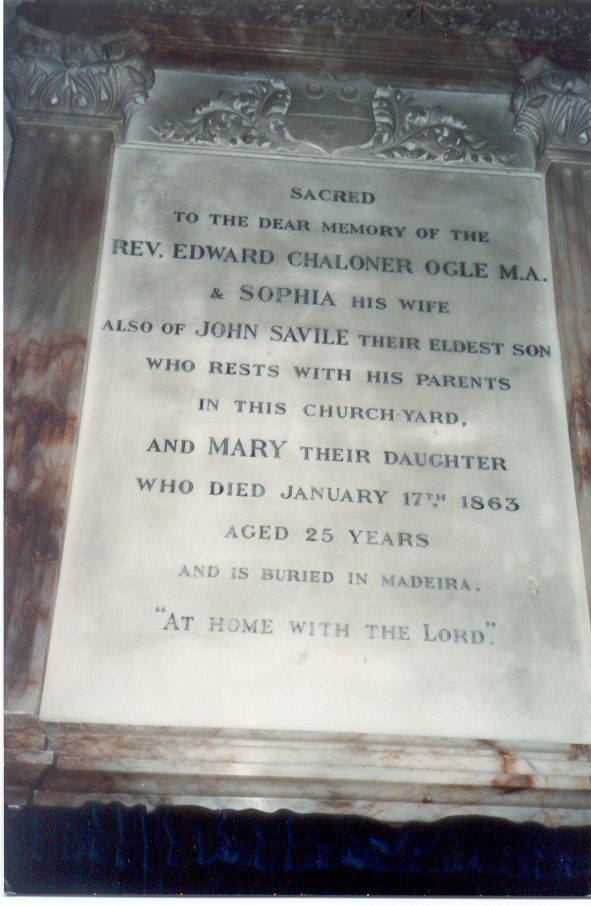 SACRED
TO THE DEAR MEMORY OF THE
REV. EDWARD CHALONER OGLE M.A.
& SOPHIA HIS WIFE
ALSO OF JOHN SAVILE THEIR ELDEST SON
WHO RESTS WITH HIS PARENTS
IN THIS CHURCH-YARD,
AND MARY THEIR DAUGHTER
WHO DIED JANUARY 17TH. 1863
AGED 25 YEARS
AND IS BURIED IN MADEIRA.
"AT HOME WITH THE LORD".